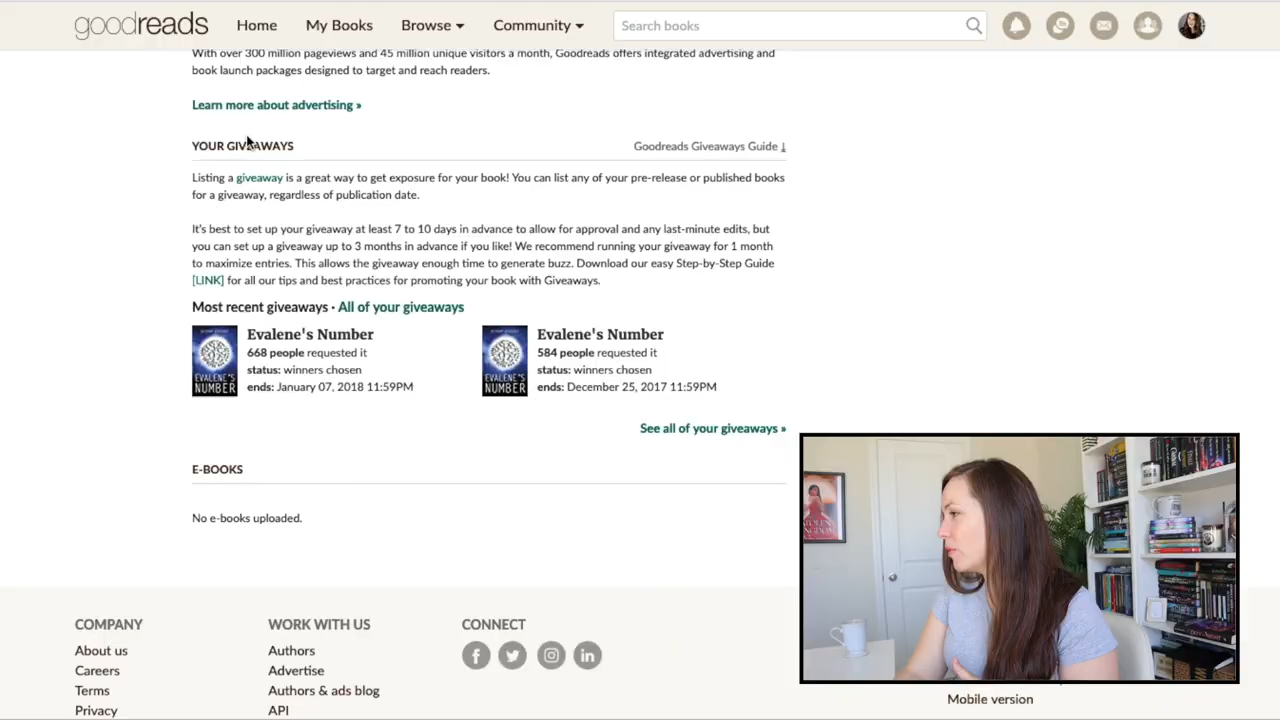 goodreads Home My Books Browse Community Search books
With over 300 million pageviews and 45 million unique visitors a month, Goodreads offers integrated advertising and
book launch packages designed to target and reach readers.
Learn more about advertising »
YOUR GIVEAWAYS Goodreads Giveaways Guide ↓
Listing a giveaway is a great way to get exposure for your book! You can list any of your pre-release or published books
for a giveaway, regardless of publication date.
It's best to set up your giveaway at least 7 to 10 days in advance to allow for approval and any last-minute edits, but
you can set up a giveaway up to 3 months in advance if you like! We recommend running your giveaway for 1 month
to maximize entries. This allows the giveaway enough time to generate buzz. Download our easy Step-by-Step Guide
[LINK] for all our tips and best practices for promoting your book with Giveaways.
Most recent giveaways · All of your giveaways
EVALENE'S
NUMBER
Evalene's Number
668 people requested it
status: winners chosen
ends: January 07, 2018 11:59PM
EVALENE'S
NUMBER
Evalene's Number
584 people requested it
status: winners chosen
ends: December 25, 2017 11:59PM
See all of your giveaways »
E-BOOKS
No e-books uploaded.
COMPANY
About us
Careers
Terms
Privacy
WORK WITH US
Authors
Advertise
Authors & ads blog
API
CONNECT
Mobile version